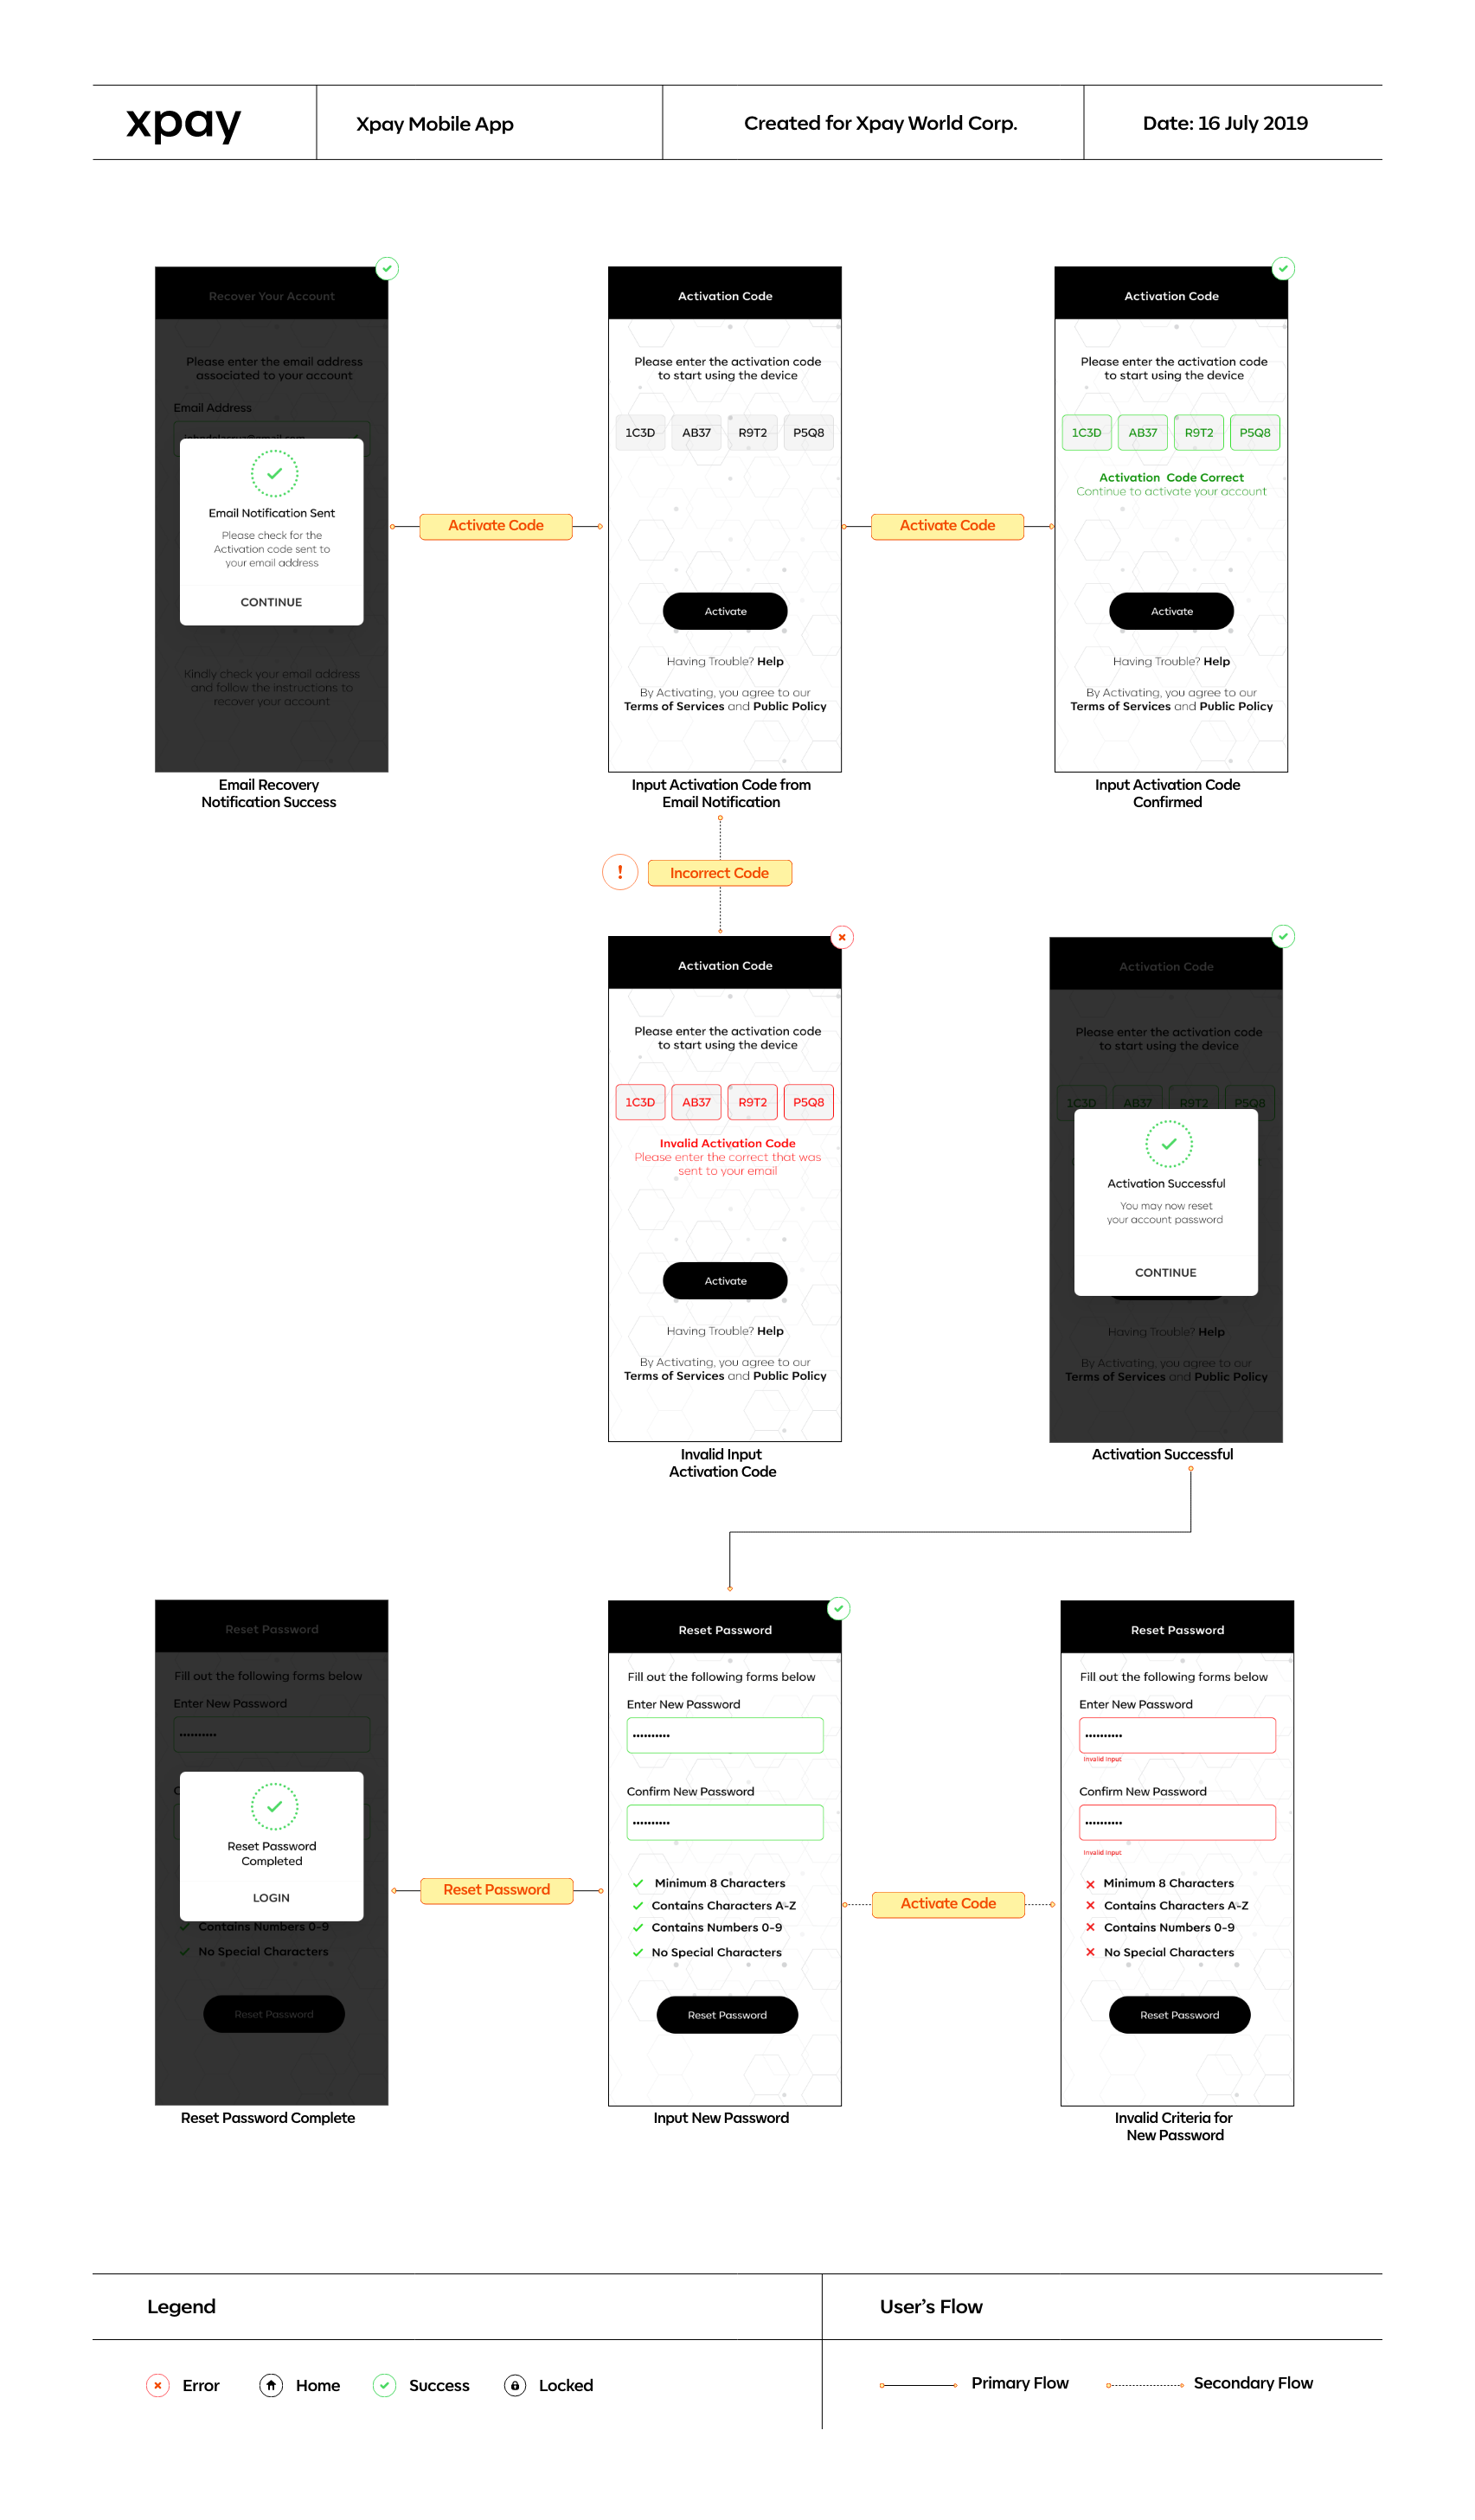 xpay
Xpay Mobile App
Created for Xpay World Corp.
Date: 16 July 2019
Recover Your Account
Please enter the email address
associated to your account
Email Address
Email Notification Sent
Please check for the
Activation code sent to
your email address
CONTINUE
Kindly check your email address
and follow the instructions to
recover your account
Email Recovery
Notification Success
Activate Code
Activation Code
Please enter the activation code
to start using the device
1C3D AB37 R9T2 P5Q8
Activate
Having Trouble? Help
By Activating, you agree to our
Terms of Services and Public Policy
Input Activation Code from
Email Notification
Activate Code
Activation Code
Please enter the activation code
to start using the device
1C3D AB37 R9T2 P5Q8
Activation Code Correct
Continue to activate your account
Activate
Having Trouble? Help
By Activating, you agree to our
Terms of Services and Public Policy
Input Activation Code
Confirmed
! Incorrect Code
Activation Code
Please enter the activation code
to start using the device
1C3D AB37 R9T2 P5Q8
Invalid Activation Code
Please enter the correct that was
sent to your email
Activate
Having Trouble? Help
By Activating, you agree to our
Terms of Services and Public Policy
Invalid Input
Activation Code
Activation Code
Please enter the activation code
to start using the device
1C3D AB37 R9T2 P5Q8
Activation Successful
You may now reset
your account password
CONTINUE
Having Trouble? Help
By Activating, you agree to our
Terms of Services and Public Policy
Activation Successful
Reset Password
Fill out the following forms below
Enter New Password
Reset Password
Completed
LOGIN
Contains Numbers 0-9
No Special Characters
Reset Password
Reset Password Complete
Reset Password
Reset Password
Fill out the following forms below
Enter New Password
Confirm New Password
Minimum 8 Characters
Contains Characters A-Z
Contains Numbers 0-9
No Special Characters
Reset Password
Input New Password
Activate Code
Reset Password
Fill out the following forms below
Enter New Password
Invalid Input
Confirm New Password
Invalid Input
Minimum 8 Characters
Contains Characters A-Z
Contains Numbers 0-9
No Special Characters
Reset Password
Invalid Criteria for
New Password
Legend
User's Flow
Error
Home
Success
Locked
Primary Flow
Secondary Flow